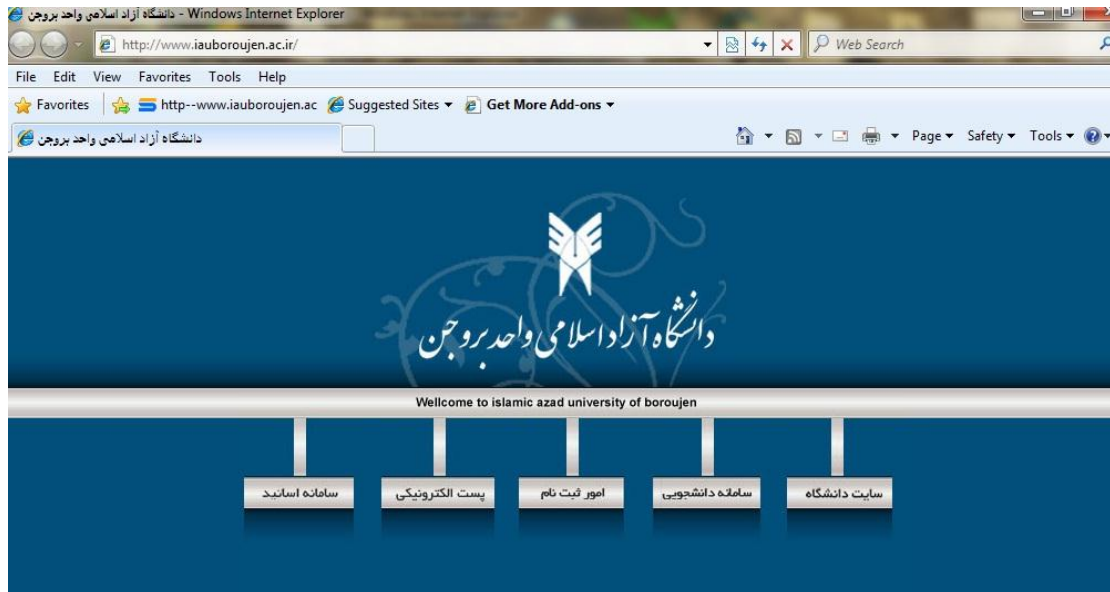 دانشگاه آزاد اسلامی واحد بروجن - Windows Internet Explorer
http://www.iauboroujen.ac.ir/
Web Search
File Edit View Favorites Tools Help
Favorites http--www.iauboroujen.ac Suggested Sites Get More Add-ons
دانشگاه آزاد اسلامی واحد بروجن Page Safety Tools
دانشگاه آزاد اسلامی واحد بروجن
Wellcome to islamic azad university of boroujen
سایت دانشگاه سامانه دانشجویی امور ثبت نام پست الکترونیکی سامانه اساتید